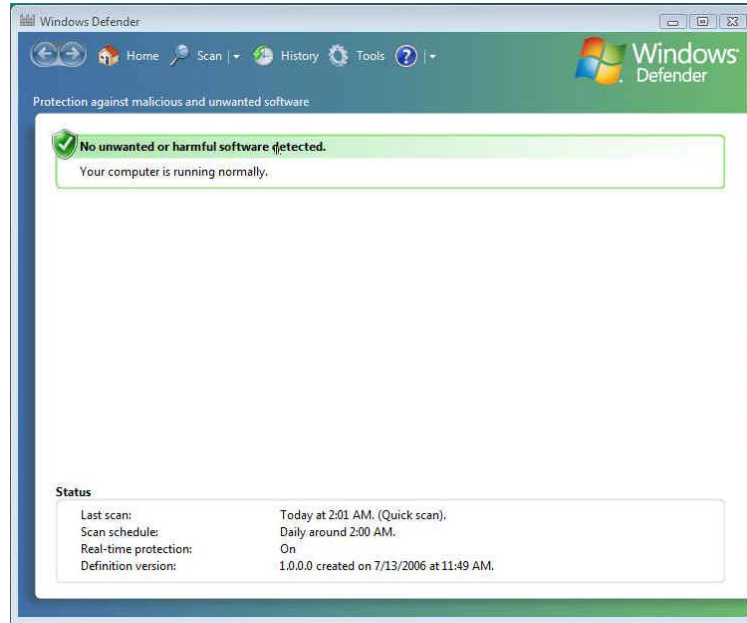 Windows Defender
Home Scan History Tools
Windows
Defender
Protection against malicious and unwanted software
No unwanted or harmful software detected.
Your computer is running normally.
Status
Last scan: Today at 2:01 AM. (Quick scan).
Scan schedule: Daily around 2:00 AM.
Real-time protection: On
Definition version: 1.0.0.0 created on 7/13/2006 at 11:49 AM.